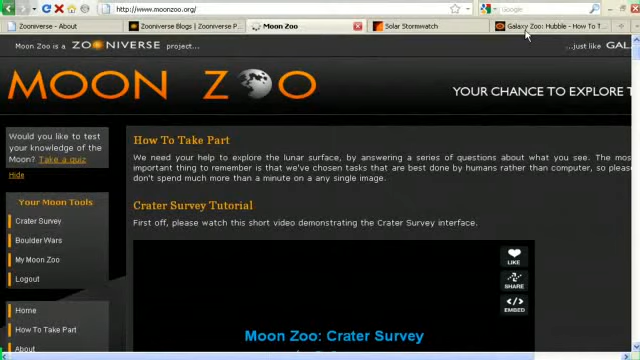 http://www.moonzoo.org/
Google
Zooniverse - About
Zooniverse Blogs | Zooniverse P...
Moon Zoo
Solar Stormwatch
Galaxy Zoo: Hubble - How To T...
Moon Zoo is a ZOONIVERSE project...
...just like GAL
MOON ZOO
YOUR CHANCE TO EXPLORE T
Would you like to test
your knowledge of the
Moon? Take a quiz
Hide
Your Moon Tools
Crater Survey
Boulder Wars
My Moon Zoo
Logout
Home
How To Take Part
About
How To Take Part
We need your help to explore the lunar surface, by answering a series of questions about what you see. The most
important thing to remember is that we've chosen tasks that are best done by humans rather than computer, so please
don't spend much more than a minute on a any single image.
Crater Survey Tutorial
First off, please watch this short video demonstrating the Crater Survey interface.
LIKE
SHARE
EMBED
Moon Zoo: Crater Survey